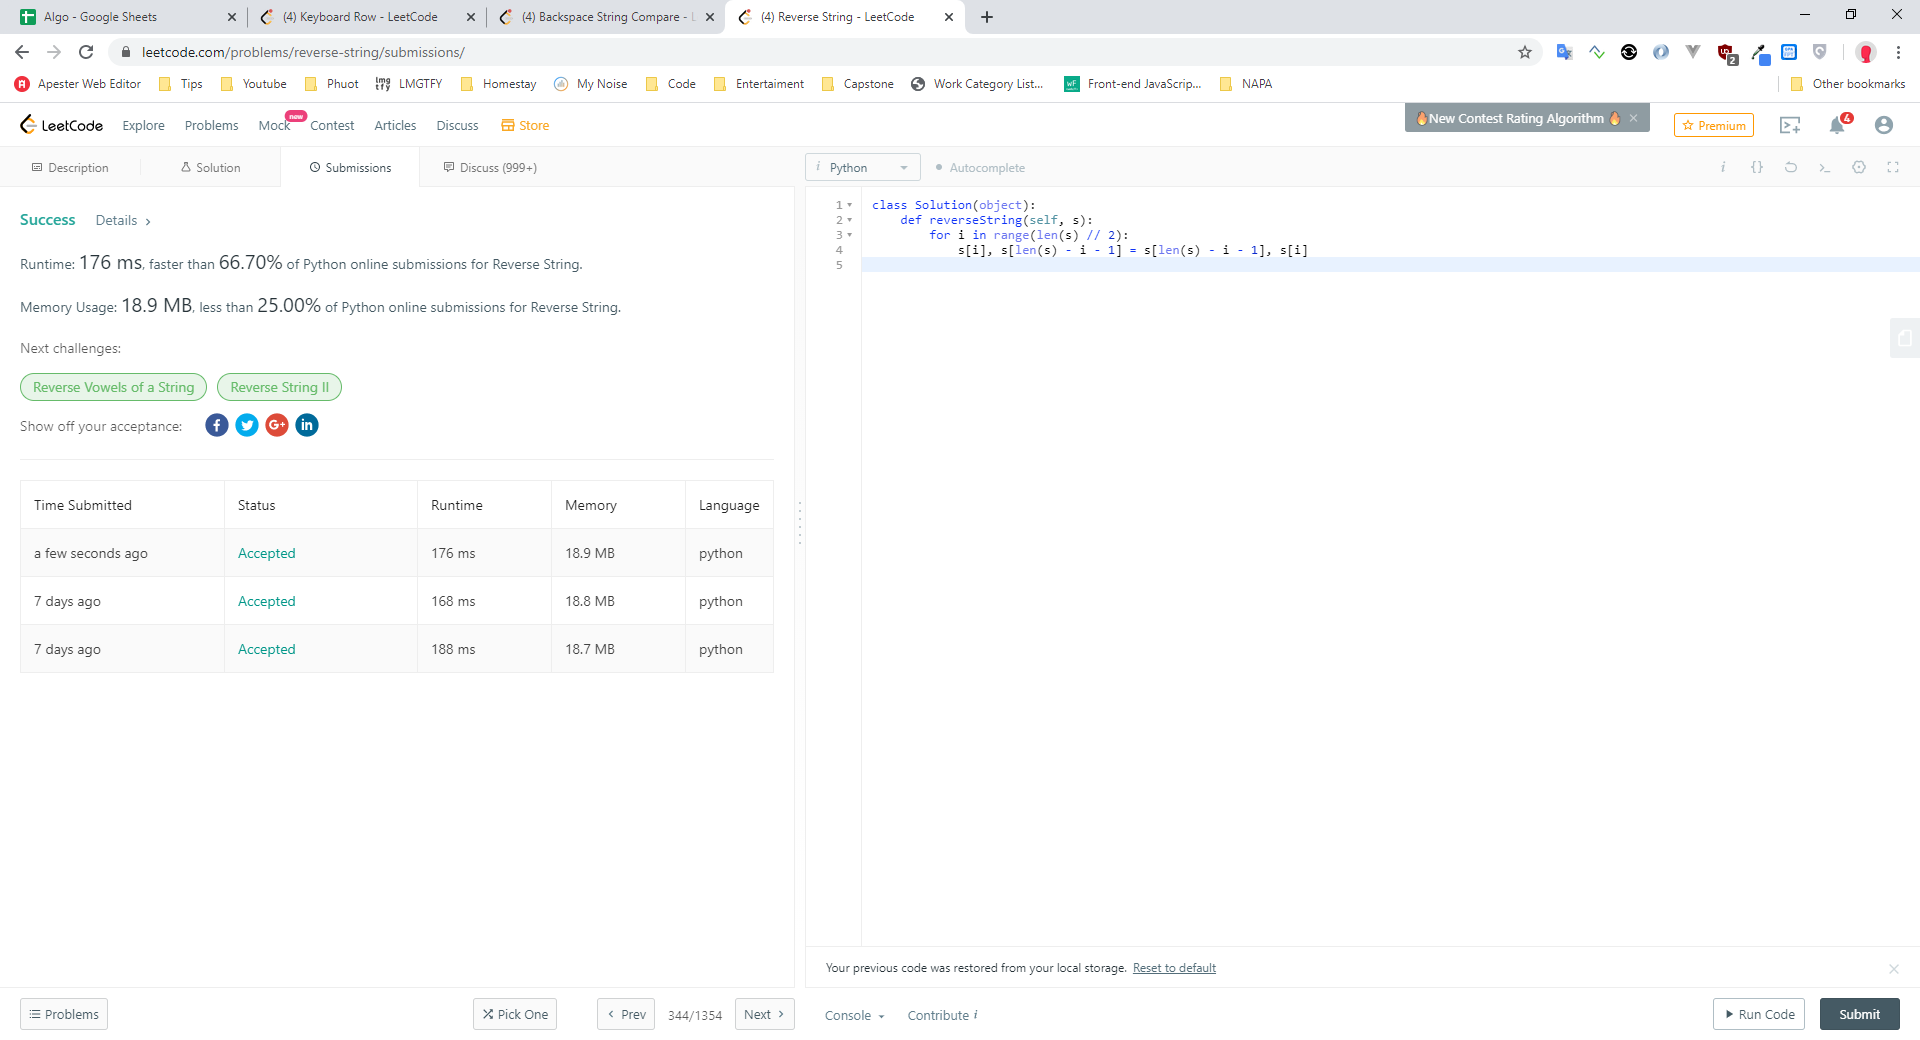 Algo - Google Sheets
(4) Keyboard Row - LeetCode
(4) Backspace String Compare - L
(4) Reverse String - LeetCode
leetcode.com/problems/reverse-string/submissions/
2
Apester Web Editor
Tips
Youtube
Phuot
LMGTFY
Homestay
My Noise
Code
Entertaiment
Capstone
Work Category List...
Front-end JavaScrip...
NAPA
Other bookmarks
LeetCode
Explore
Problems
Mock
new
Contest
Articles
Discuss
Store
New Contest Rating Algorithm
Premium
4
Description
Solution
Submissions
Discuss (999+)
i Python
Autocomplete
i
{}
Success
Details
Runtime: 176 ms, faster than 66.70% of Python online submissions for Reverse String.
Memory Usage: 18.9 MB, less than 25.00% of Python online submissions for Reverse String.
Next challenges:
Reverse Vowels of a String
Reverse String II
Show off your acceptance:
Time Submitted Status Runtime Memory Language
a few seconds ago Accepted 176 ms 18.9 MB python
7 days ago Accepted 168 ms 18.8 MB python
7 days ago Accepted 188 ms 18.7 MB python
1 class Solution(object):
2 def reverseString(self, s):
3 for i in range(len(s) // 2):
4 s[i], s[len(s) - i - 1] = s[len(s) - i - 1], s[i]
5
Your previous code was restored from your local storage. Reset to default
Problems
Pick One
Prev
344/1354
Next
Console
Contribute i
Run Code
Submit